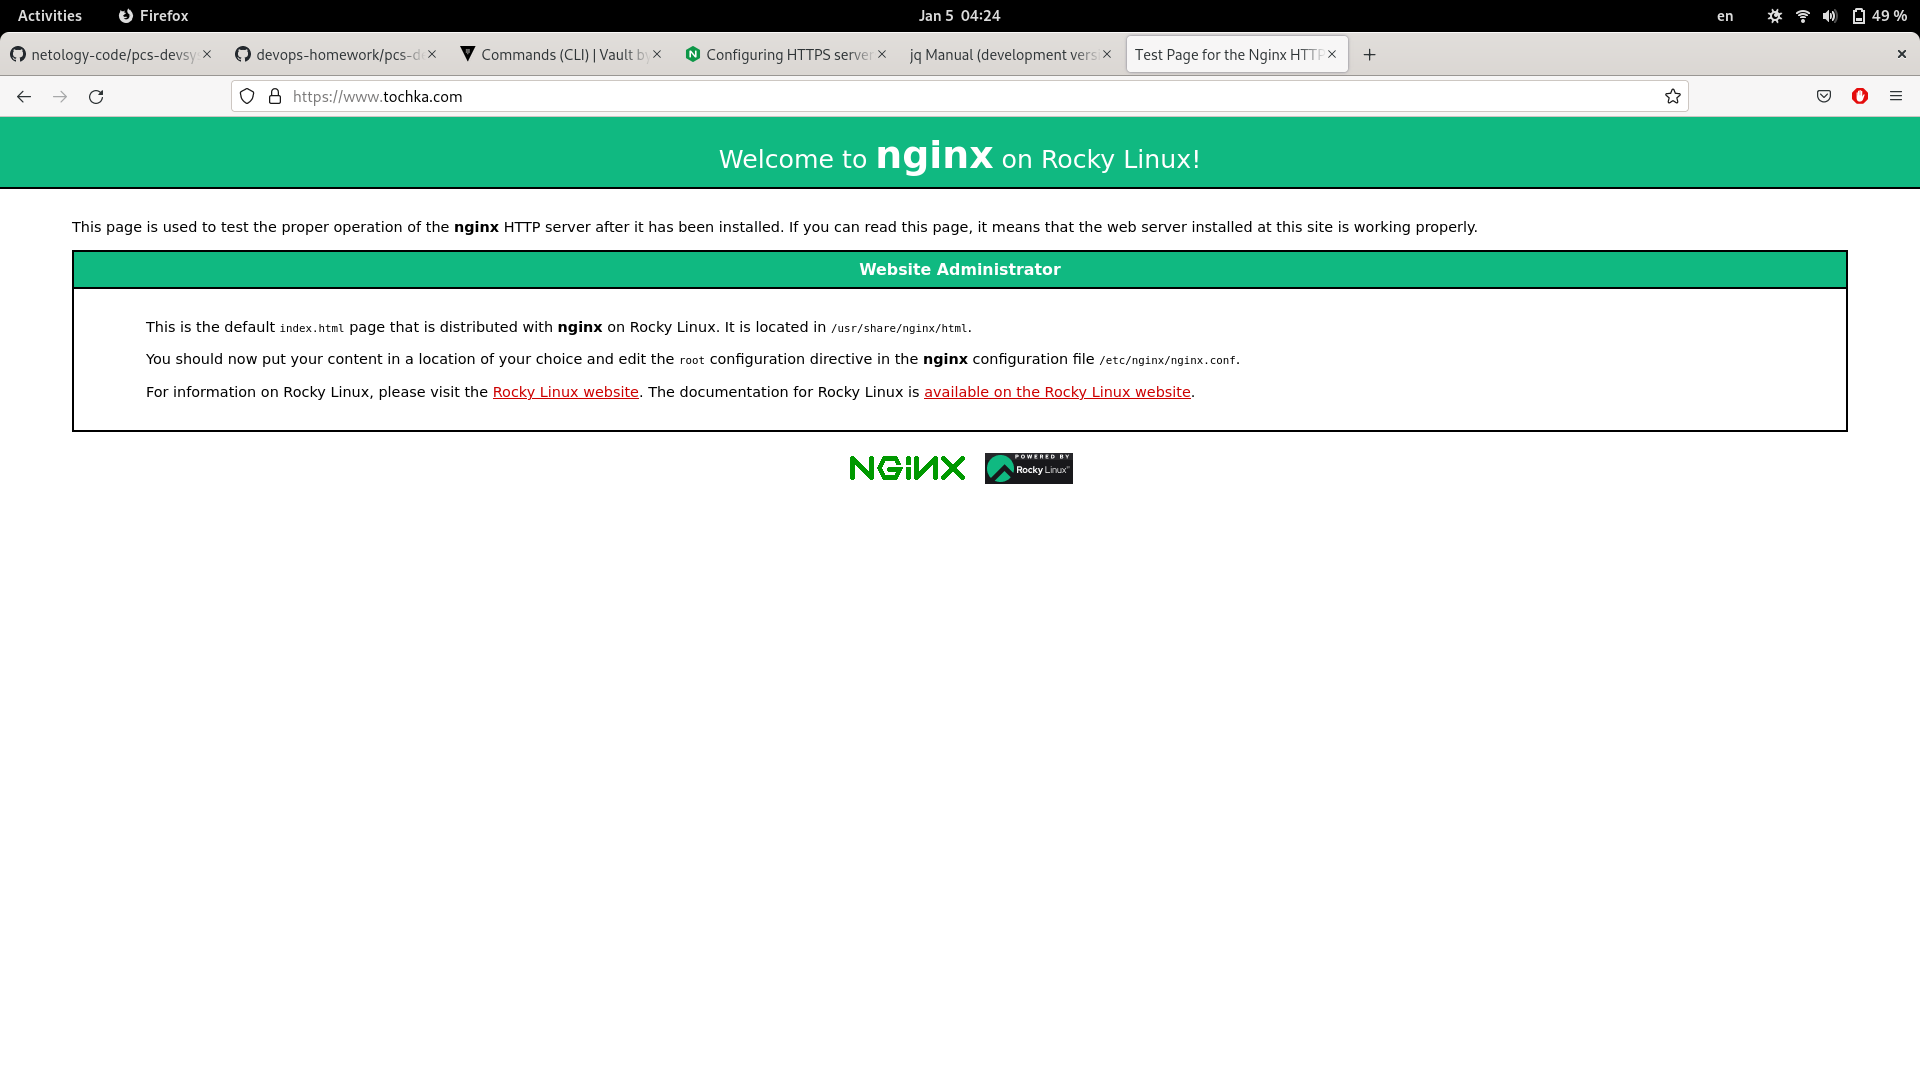 Activities Firefox Jan 5 04:24 en 49 %
netology-code/pcs-devsy devops-homework/pcs-de Commands (CLI) | Vault by Configuring HTTPS server jq Manual (development versi Test Page for the Nginx HTTP
https://www.tochka.com
Welcome to nginx on Rocky Linux!
This page is used to test the proper operation of the nginx HTTP server after it has been installed. If you can read this page, it means that the web server installed at this site is working properly.
Website Administrator
This is the default index.html page that is distributed with nginx on Rocky Linux. It is located in /usr/share/nginx/html.
You should now put your content in a location of your choice and edit the root configuration directive in the nginx configuration file /etc/nginx/nginx.conf.
For information on Rocky Linux, please visit the Rocky Linux website. The documentation for Rocky Linux is available on the Rocky Linux website.
NGINX POWERED BY
Rocky Linux™